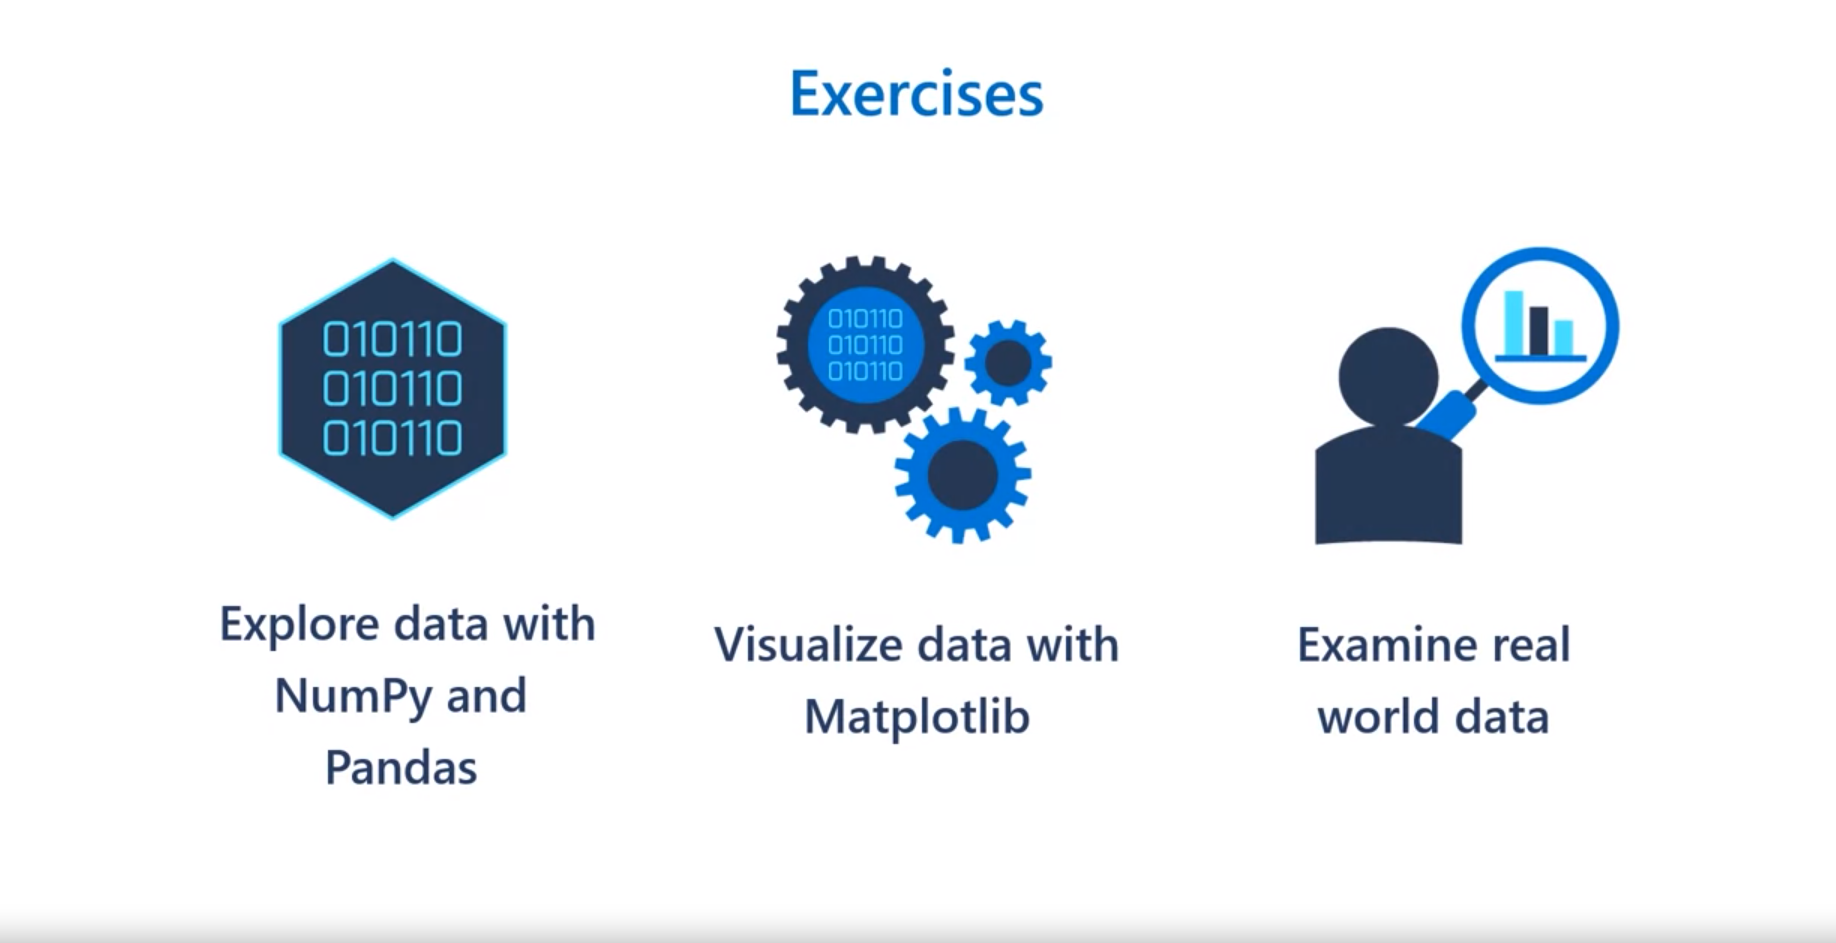 Exercises
010110
010110
010110
Explore data with
NumPy and
Pandas
010110
010110
010110
Visualize data with
Matplotlib
Examine real
world data